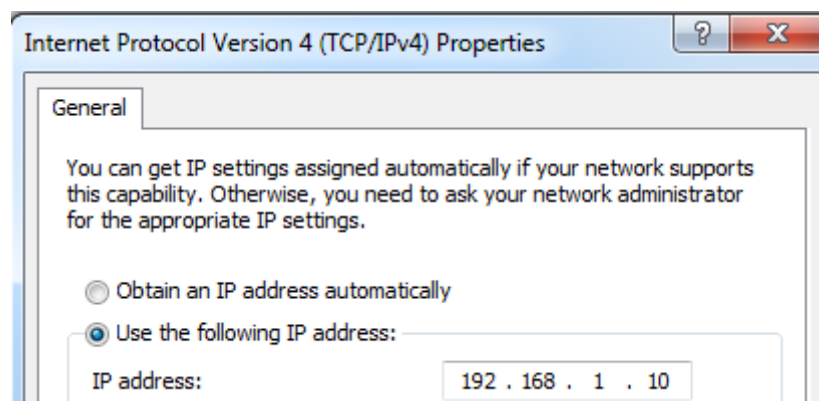 Internet Protocol Version 4 (TCP/IPv4) Properties
General
You can get IP settings assigned automatically if your network supports
this capability. Otherwise, you need to ask your network administrator
for the appropriate IP settings.
Obtain an IP address automatically
Use the following IP address:
IP address: 192 . 168 . 1 . 10